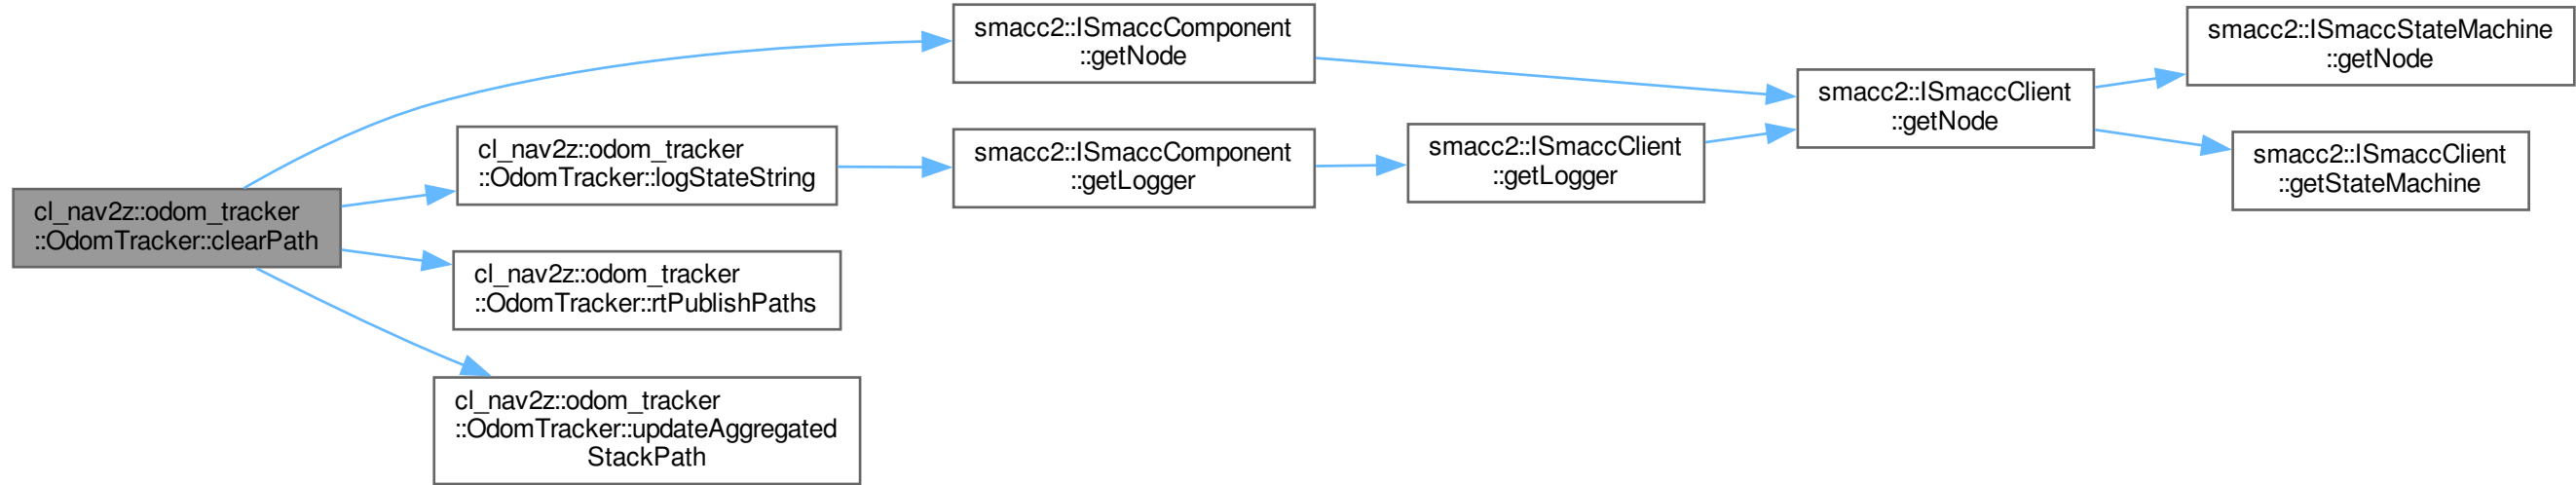 cl_nav2z::odom_tracker
::OdomTracker::clearPath
smacc2::ISmaccComponent
::getNode
cl_nav2z::odom_tracker
::OdomTracker::logStateString
smacc2::ISmaccComponent
::getLogger
cl_nav2z::odom_tracker
::OdomTracker::rtPublishPaths
cl_nav2z::odom_tracker
::OdomTracker::updateAggregated
StackPath
smacc2::ISmaccClient
::getLogger
smacc2::ISmaccClient
::getNode
smacc2::ISmaccStateMachine
::getNode
smacc2::ISmaccClient
::getStateMachine